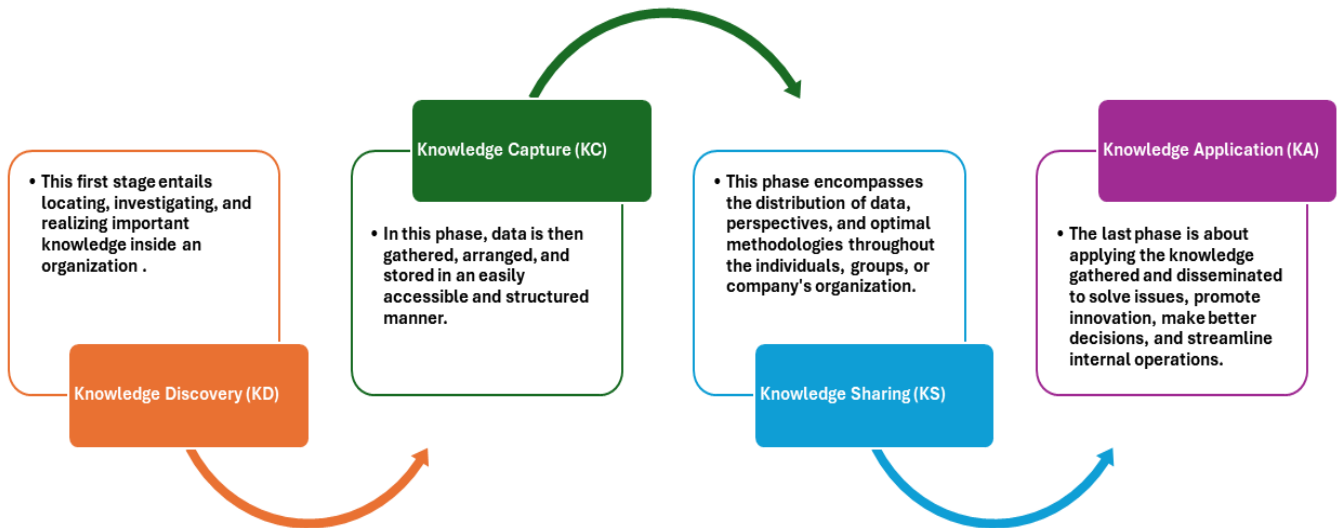 • This first stage entails
locating, investigating, and
realizing important
knowledge inside an
organization .
Knowledge Discovery (KD)
Knowledge Capture (KC)
• In this phase, data is then
gathered, arranged, and
stored in an easily
accessible and structured
manner.
• This phase encompasses
the distribution of data,
perspectives, and optimal
methodologies throughout
the individuals, groups, or
company's organization.
Knowledge Sharing (KS)
Knowledge Application (KA)
• The last phase is about
applying the knowledge
gathered and disseminated
to solve issues, promote
innovation, make better
decisions, and streamline
internal operations.